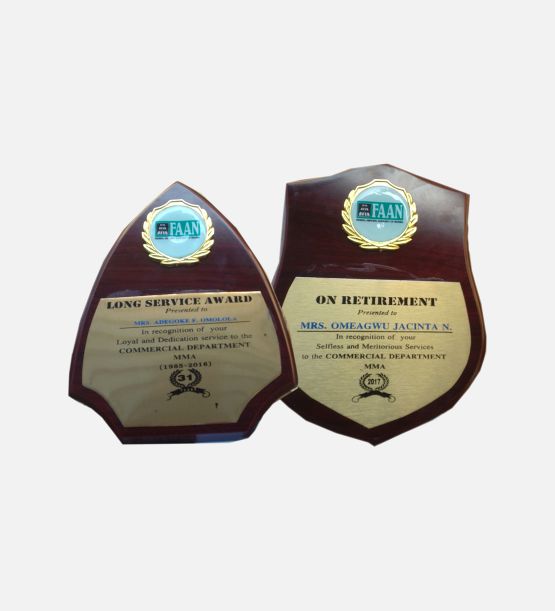 FAAN
LONG SERVICE AWARD
Presented to
MRS. ADEGOKE F. OMOLOLA
In recognition of your
Loyal and Dedication service to the
COMMERCIAL DEPARTMENT
MMA
(1985-2016)
31
FAAN
ON RETIREMENT
Presented to
MRS. OMEAGWU JACINTA N.
In recognition of your
Selfless and Meritorious Services
to the COMMERCIAL DEPARTMENT
MMA
2017